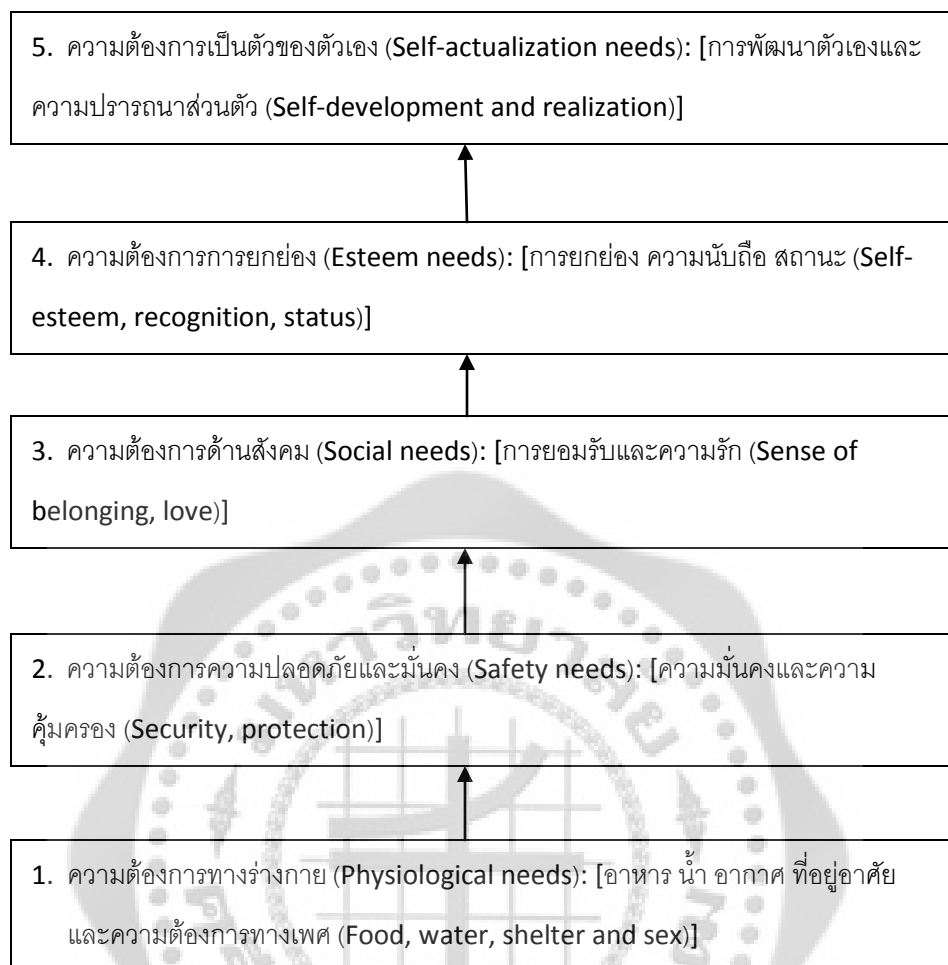 5. ความต้องการเป็นตัวของตัวเอง (Self-actualization needs): [การพัฒนาตัวเองและ
ความปรารถนาส่วนตัว (Self-development and realization)]
4. ความต้องการการยกย่อง (Esteem needs): [การยกย่อง ความนับถือ สถานะ (Self-
esteem, recognition, status)]
3. ความต้องการด้านสังคม (Social needs): [การยอมรับและความรัก (Sense of
belonging, love)]
2. ความต้องการความปลอดภัยและมั่นคง (Safety needs): [ความมั่นคงและความ
คุ้มครอง (Security, protection)]
1. ความต้องการทางร่างกาย (Physiological needs): [อาหาร น้ำ อากาศ ที่อยู่อาศัย
และความต้องการทางเพศ (Food, water, shelter and sex)]